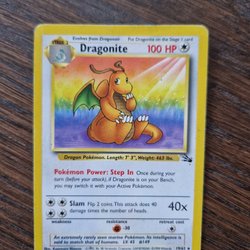 Evolves from Dragonair Put Dragonite on the Stage 1 card
STAGE 2
Dragonite 100 HP
Dragon Pokémon. Length: 7' 3", Weight: 463 lbs.
Pokémon Power: Step In Once during
your turn (before your attack), if Dragonite is on your Bench,
you may switch it with your Active Pokémon.
Slam Flip 2 coins. This attack does 40
damage times the number of heads. 40x
weakness resistance retreat cost
-30
An extremely rarely seen marine Pokémon. Its intelligence is
said to match that of humans. LV. 45 #149